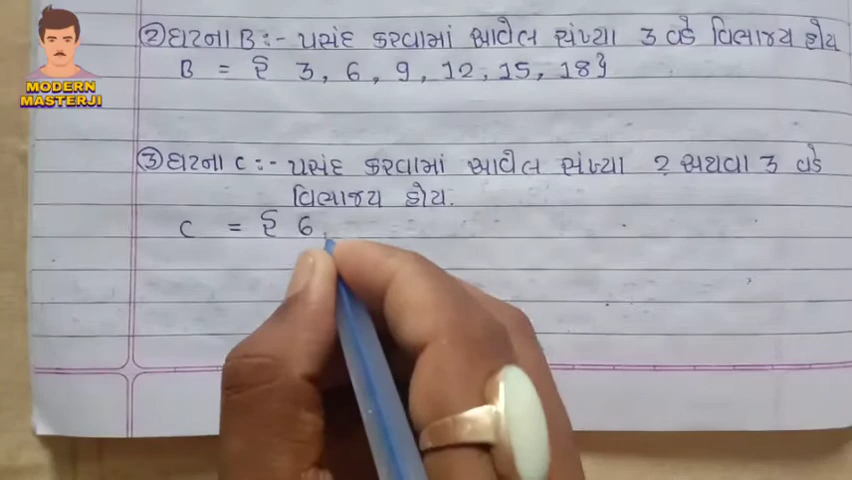 MODERN
MASTERJI
② ઘટના B :- પસંદ કરવામાં આવેલ સંખ્યા 3 વડે વિભાજ્ય હોય
B = { 3, 6, 9, 12, 15, 18}
③ ઘટના C :- પસંદ કરવામાં આવેલ સંખ્યા 2 અથવા 3 વડે
વિભાજ્ય હોય.
C = { 6,